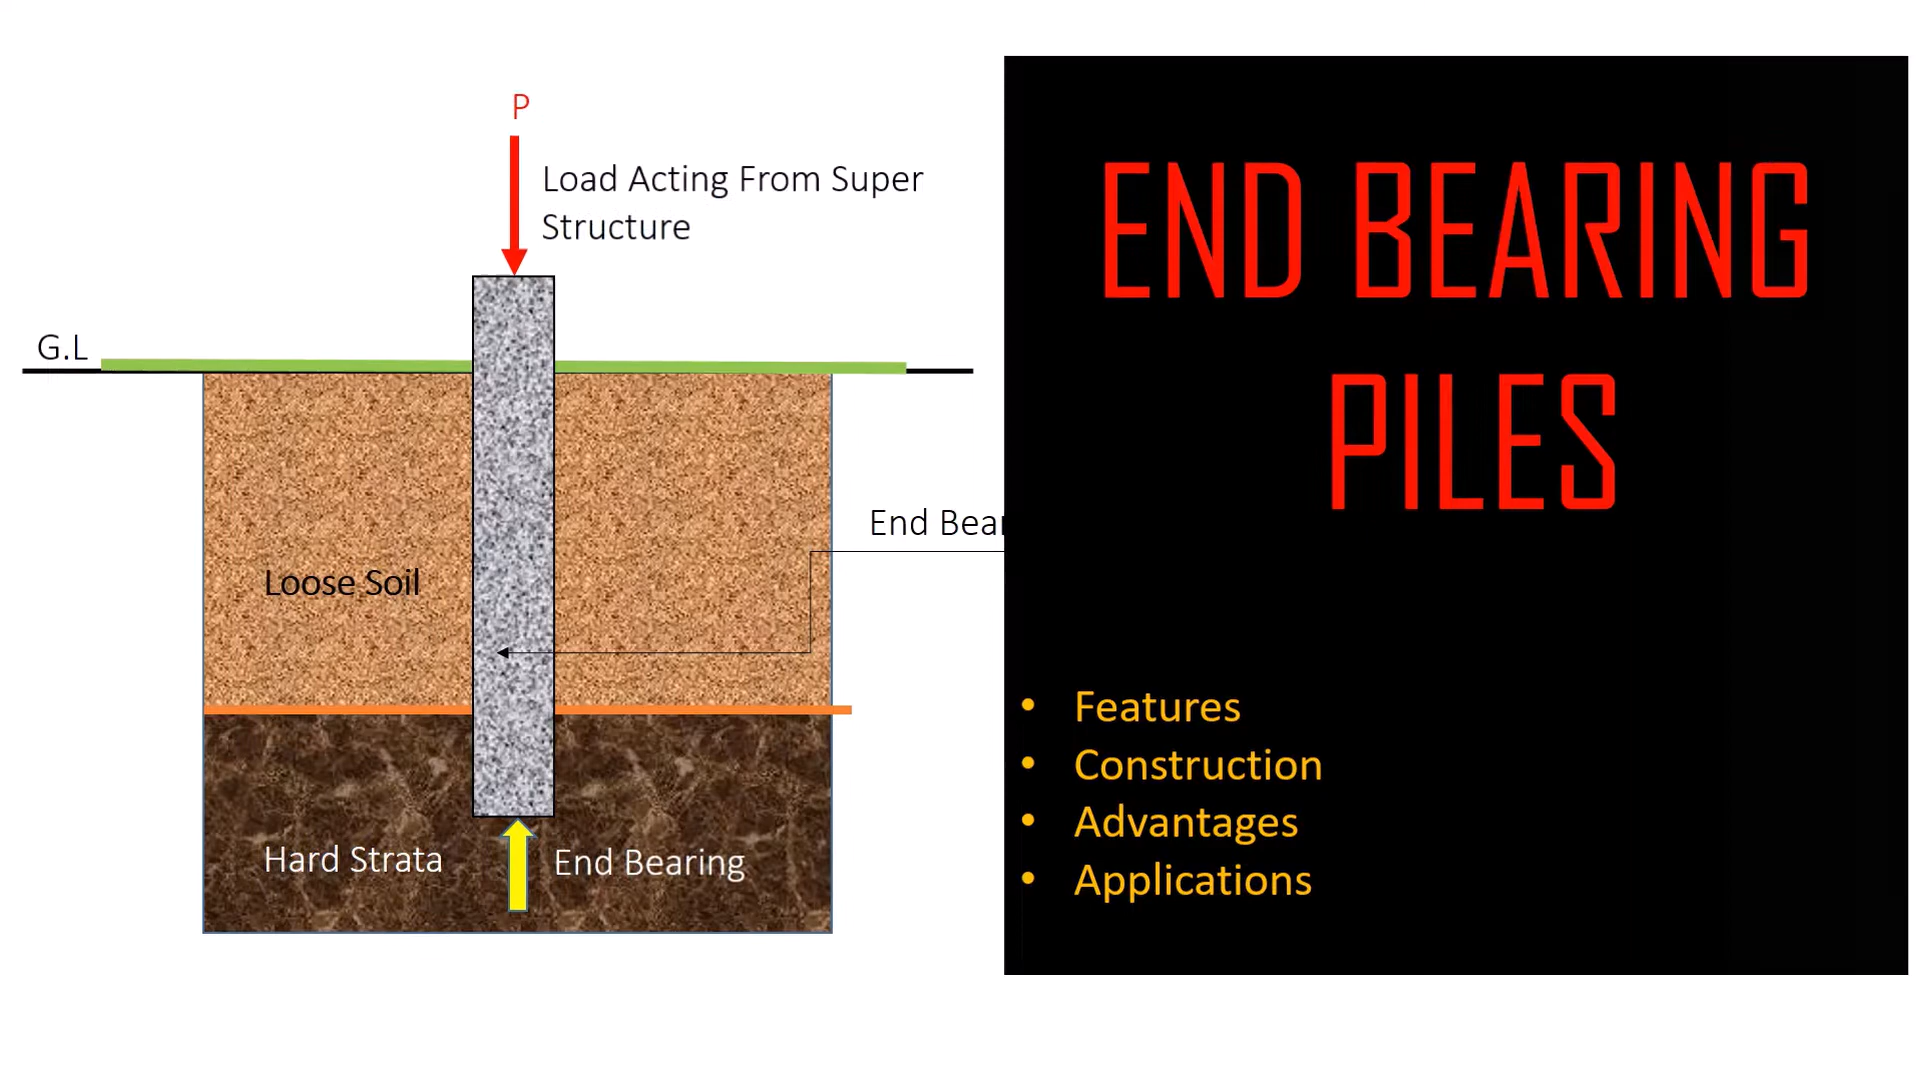 P
Load Acting From Super
Structure
G.L
End Bea
Loose Soil
Hard Strata
End Bearing
END BEARING
PILES
• Features
• Construction
• Advantages
• Applications